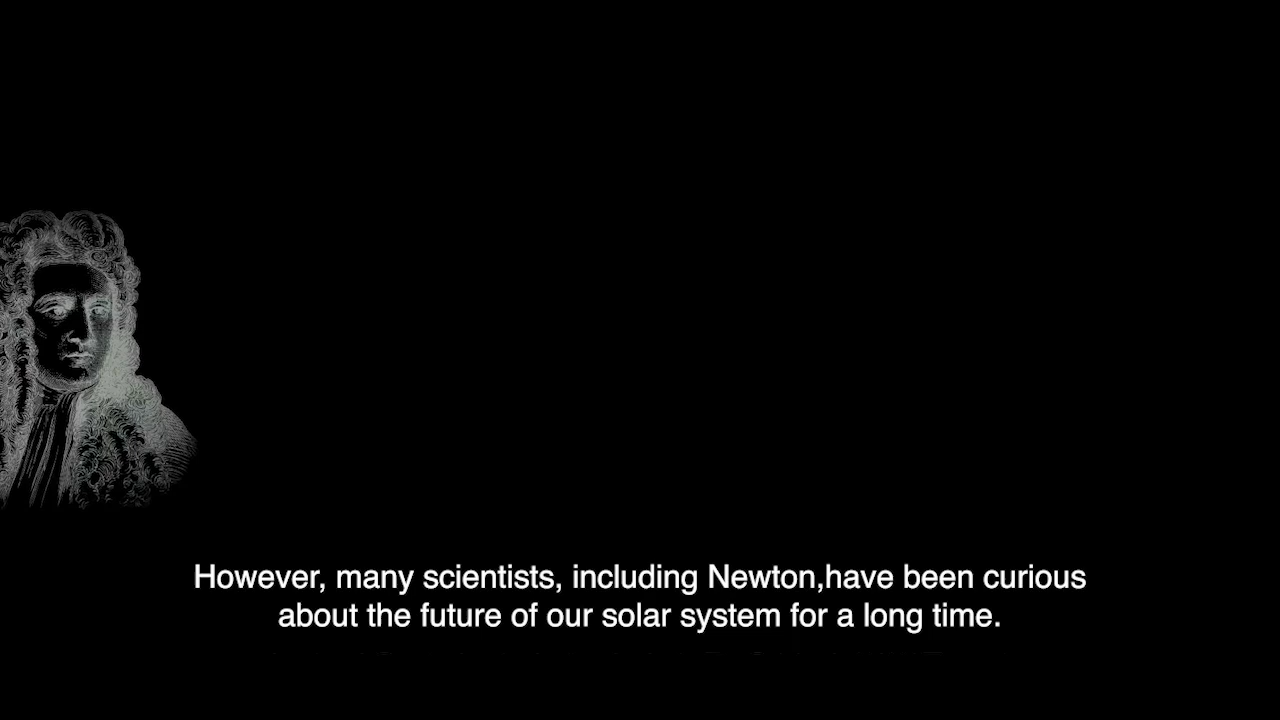 However, many scientists, including Newton,have been curious
about the future of our solar system for a long time.